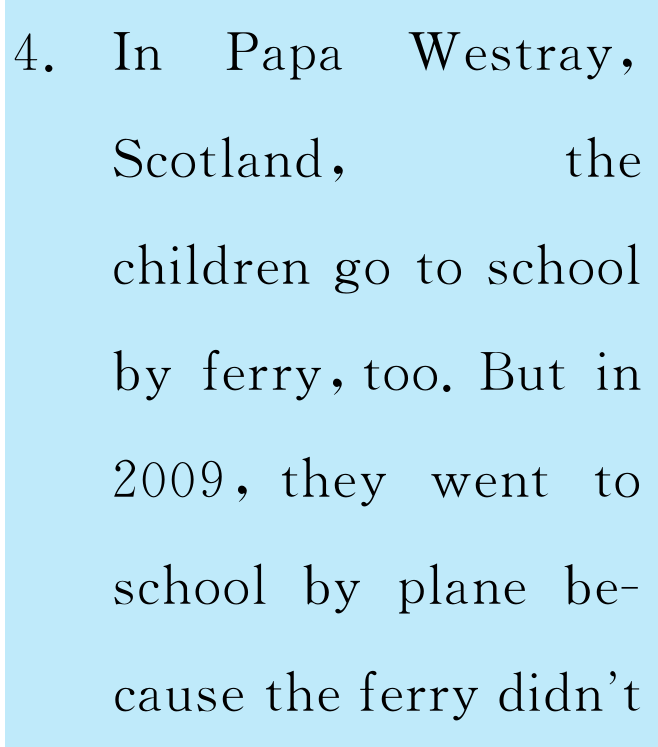 4. In Papa Westray,
Scotland, the
children go to school
by ferry, too. But in
2009, they went to
school by plane be-
cause the ferry didn't